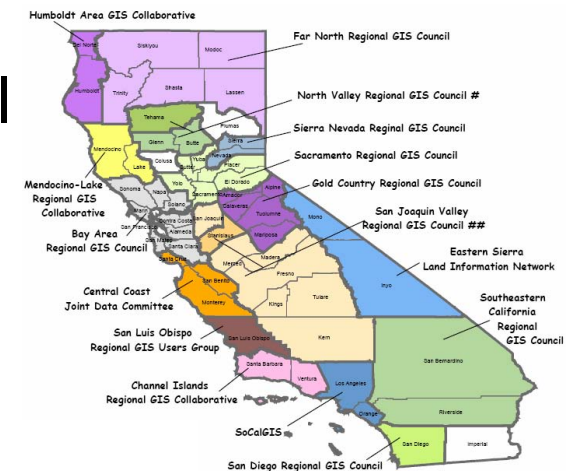 Humboldt Area GIS Collaborative
Far North Regional GIS Council
North Valley Regional GIS Council #
Sierra Nevada Reginal GIS Council
Sacramento Regional GIS Council
Gold Country Regional GIS Council
San Joaquin Valley
Regional GIS Council ##
Eastern Sierra
Land Information Network
Southeastern
California
Regional
GIS Council
Mendocino-Lake
Regional GIS
Collaborative
Bay Area
Regional GIS Council
Central Coast
Joint Data Committee
San Luis Obispo
Regional GIS Users Group
Channel Islands
Regional GIS Collaborative
SoCalGIS
San Diego Regional GIS Council
Del Norte
Siskiyou
Modoc
Humboldt
Trinity
Shasta
Lassen
Tehama
Plumas
Glenn
Butte
Sierra
Mendocino
Lake
Colusa
Yuba
Nevada
Placer
Yolo
El Dorado
Sonoma
Napa
Solano
Sacramento
Amador
Alpine
Calaveras
Tuolumne
Mono
San Joaquin
Contra Costa
Alameda
San Francisco
San Mateo
Santa Clara
Stanislaus
Mariposa
Santa Cruz
Merced
Madera
Fresno
San Benito
Monterey
Kings
Tulare
Inyo
San Luis Obispo
Kern
San Bernardino
Santa Barbara
Ventura
Los Angeles
Orange
Riverside
San Diego
Imperial